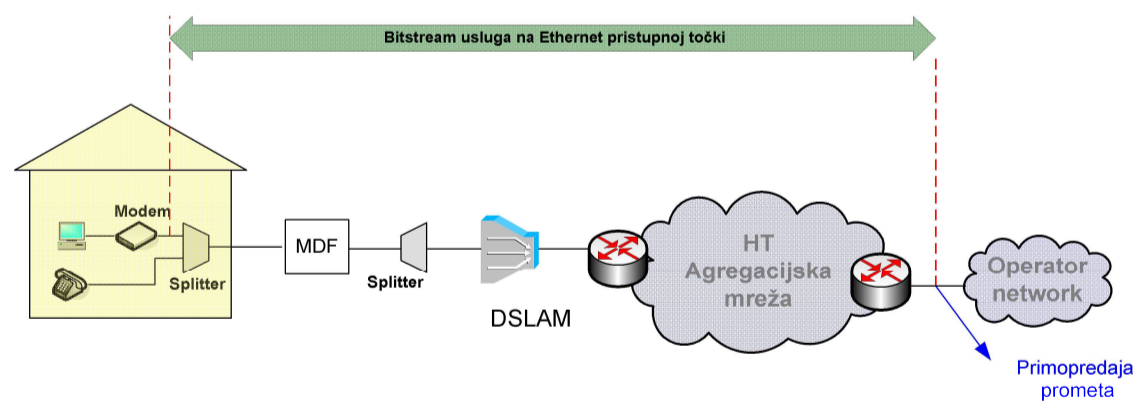 Bitstream usluga na Ethernet pristupnoj točki
Modem
Splitter
MDF
Splitter
DSLAM
HT
Agregacijska
mreža
Operator
network
Primopredaja
prometa